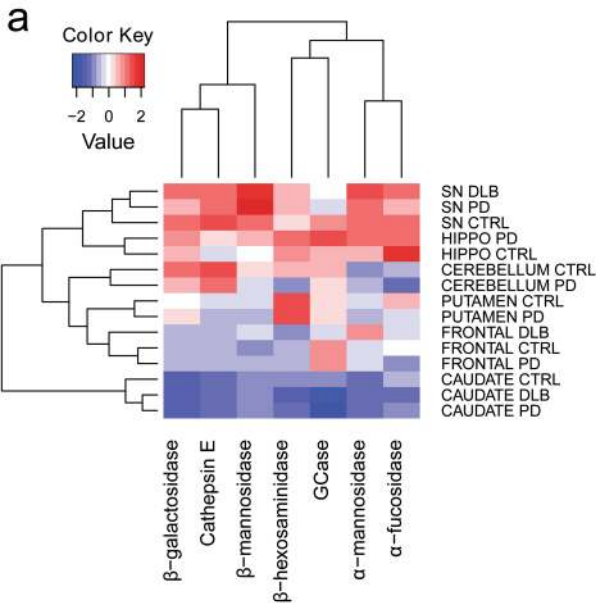 a
Color Key
−2 0 2
Value
SN DLB
SN PD
SN CTRL
HIPPO PD
HIPPO CTRL
CEREBELLUM CTRL
CEREBELLUM PD
PUTAMEN CTRL
PUTAMEN PD
FRONTAL DLB
FRONTAL CTRL
FRONTAL PD
CAUDATE CTRL
CAUDATE DLB
CAUDATE PD
β−galactosidase
Cathepsin E
β−mannosidase
β−hexosaminidase
GCase
α−mannosidase
α−fucosidase